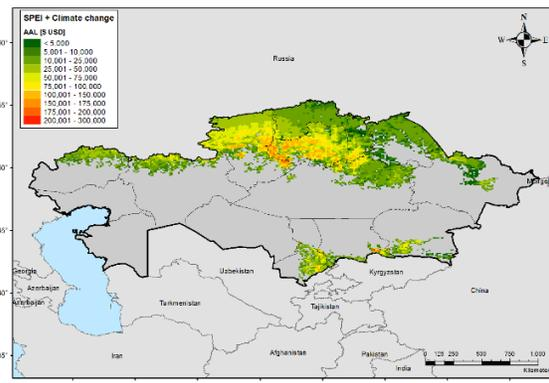 SPEI + Climate change
AAL [$ USD]
< 5.000
5,001 - 10,000
10,001 - 25,000
25,001 - 50,000
50,001 - 75,000
75,001 - 100,000
100,001 - 150,000
150,001 - 175,000
175,001 - 200,000
200,001 - 300,000
N
W
E
S
Russia
Georgia
Azerbaijan
Azerbaijan
Uzbekistan
Kyrgyzstan
China
Turkmenistan
Tajikistan
Iran
Afghanistan
Pakistan
India
0 125 250 500 750 1.000
Kilometers